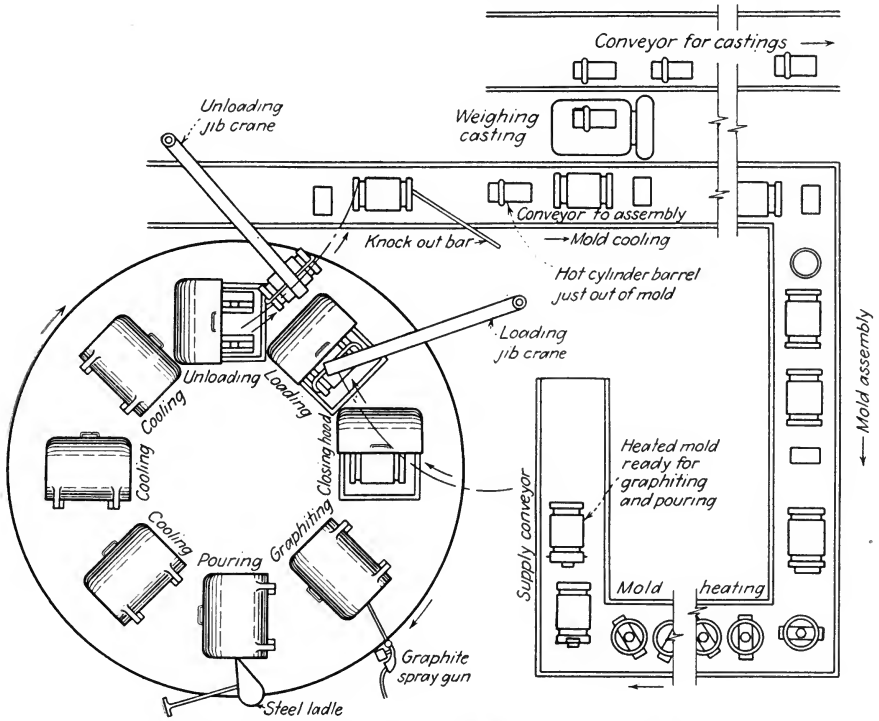 Conveyor for castings
Unloading
jib crane
Weighing
casting
Conveyor to assembly
Knock out bar
Mold cooling
Hot cylinder barrel
just out of mold
Loading
jib crane
Unloading
Loading
Cooling
Closing hood
Cooling
Mold assembly
Heated mold
ready for
graphiting
and pouring
Supply conveyor
Cooling
Pouring
Graphiting
Mold heating
Graphite
spray gun
Steel ladle